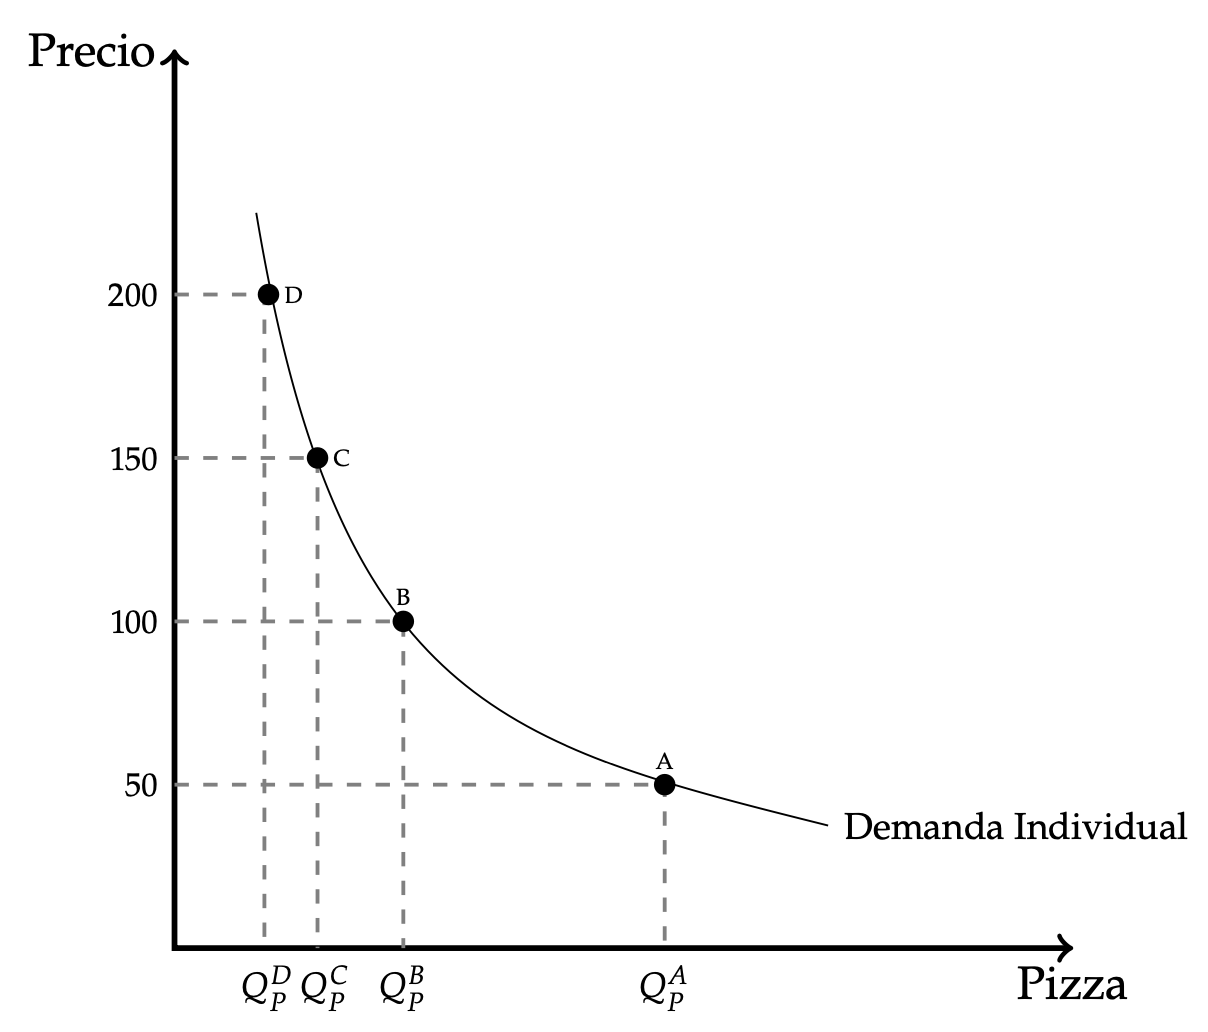 Precio
200
D
150
C
100
B
50
A
Demanda Individual
Q_P^D Q_P^C Q_P^B Q_P^A
Pizza